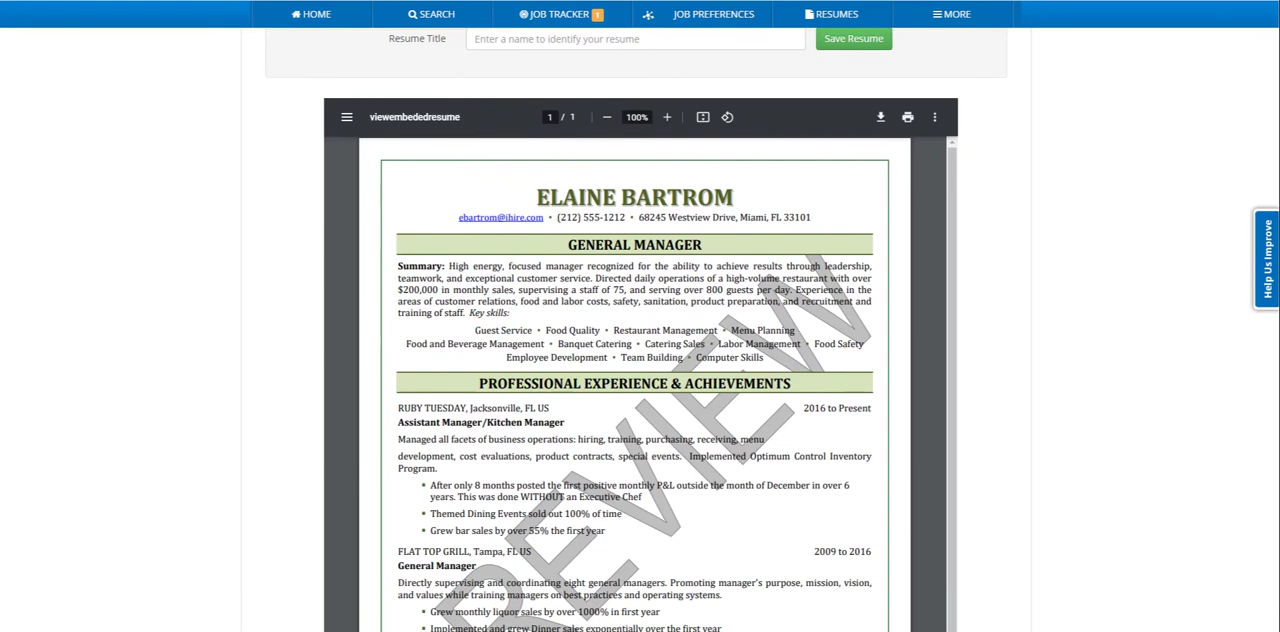 HOME SEARCH JOB TRACKER 1 JOB PREFERENCES RESUMES MORE
Resume Title Enter a name to identify your resume Save Resume
viewembededresume 1 / 1 100%
ELAINE BARTROM
ebartrom@ihire.com • (212) 555-1212 • 68245 Westview Drive, Miami, FL 33101
GENERAL MANAGER
Summary: High energy, focused manager recognized for the ability to achieve results through leadership,
teamwork, and exceptional customer service. Directed daily operations of a high-volume restaurant with over
$200,000 in monthly sales, supervising a staff of 75, and serving over 800 guests per day. Experience in the
areas of customer relations, food and labor costs, safety, sanitation, product preparation, and recruitment and
training of staff. Key skills:
Guest Service • Food Quality • Restaurant Management • Menu Planning
Food and Beverage Management • Banquet Catering • Catering Sales • Labor Management • Food Safety
Employee Development • Team Building • Computer Skills
PROFESSIONAL EXPERIENCE & ACHIEVEMENTS
RUBY TUESDAY, Jacksonville, FL US 2016 to Present
Assistant Manager/Kitchen Manager
Managed all facets of business operations: hiring, training, purchasing, receiving, menu
development, cost evaluations, product contracts, special events. Implemented Optimum Control Inventory
Program.
• After only 8 months posted the first positive monthly P&L outside the month of December in over 6
years. This was done WITHOUT an Executive Chef
• Themed Dining Events sold out 100% of time
• Grew bar sales by over 55% the first year
FLAT TOP GRILL, Tampa, FL US 2009 to 2016
General Manager
Directly supervising and coordinating eight general managers. Promoting manager's purpose, mission, vision,
and values while training managers on best practices and operating systems.
• Grew monthly liquor sales by over 1000% in first year
• Implemented and grew Dinner sales exponentially over the first year
REVIEW
Help Us Improve